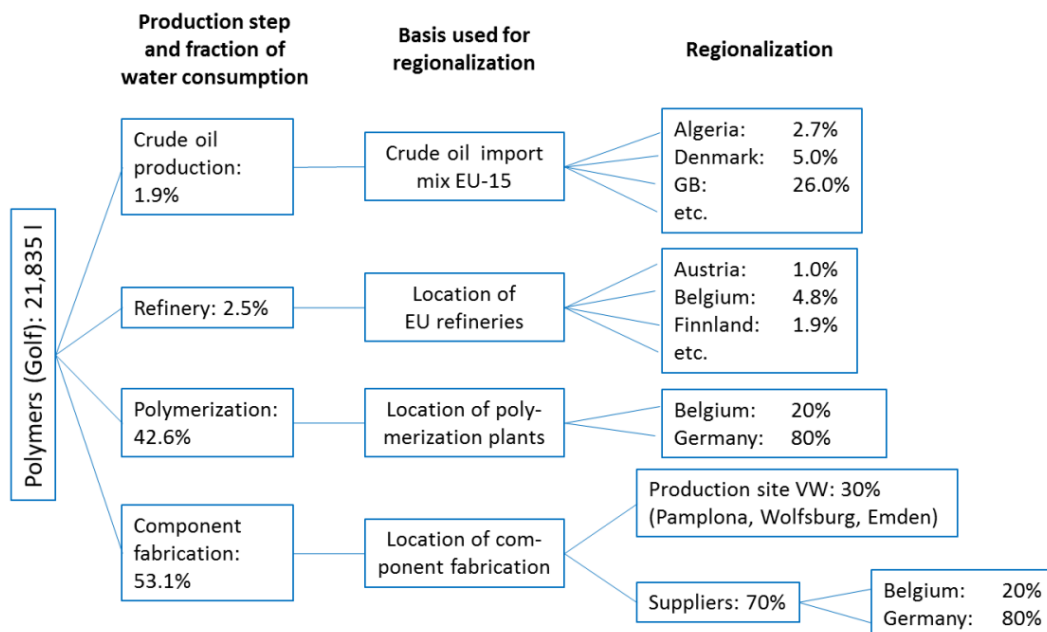 Production step
and fraction of
water consumption
Basis used for
regionalization
Regionalization
Polymers (Golf): 21,835 l
Crude oil
production:
1.9%
Crude oil import
mix EU-15
Algeria: 2.7%
Denmark: 5.0%
GB: 26.0%
etc.
Refinery: 2.5%
Location of
EU refineries
Austria: 1.0%
Belgium: 4.8%
Finnland: 1.9%
etc.
Polymerization:
42.6%
Location of poly-
merization plants
Belgium: 20%
Germany: 80%
Component
fabrication:
53.1%
Location of com-
ponent fabrication
Production site VW: 30%
(Pamplona, Wolfsburg, Emden)
Suppliers: 70%
Belgium: 20%
Germany: 80%